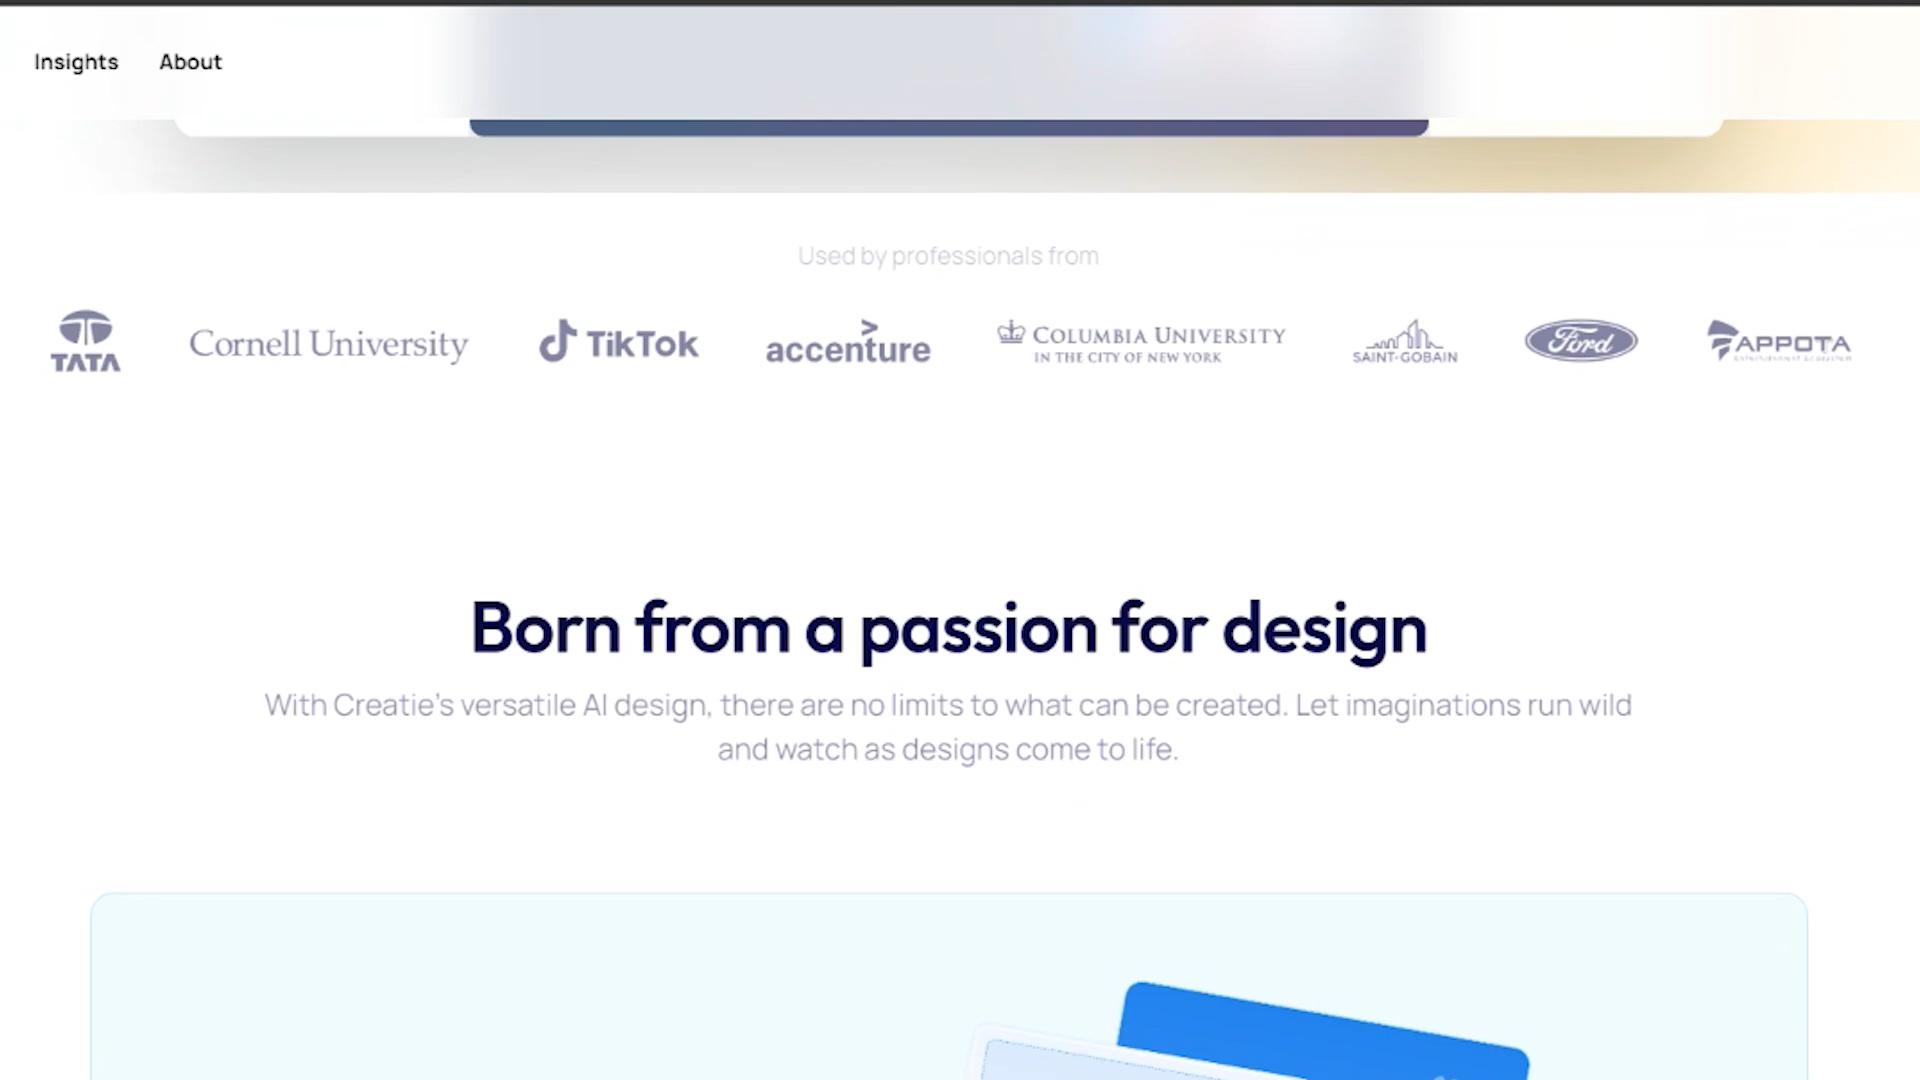 Insights About
Used by professionals from
TATA Cornell University TikTok accenture COLUMBIA UNIVERSITY IN THE CITY OF NEW YORK SAINT-GOBAIN Ford APPOTA
Born from a passion for design
With Creatie's versatile AI design, there are no limits to what can be created. Let imaginations run wild
and watch as designs come to life.